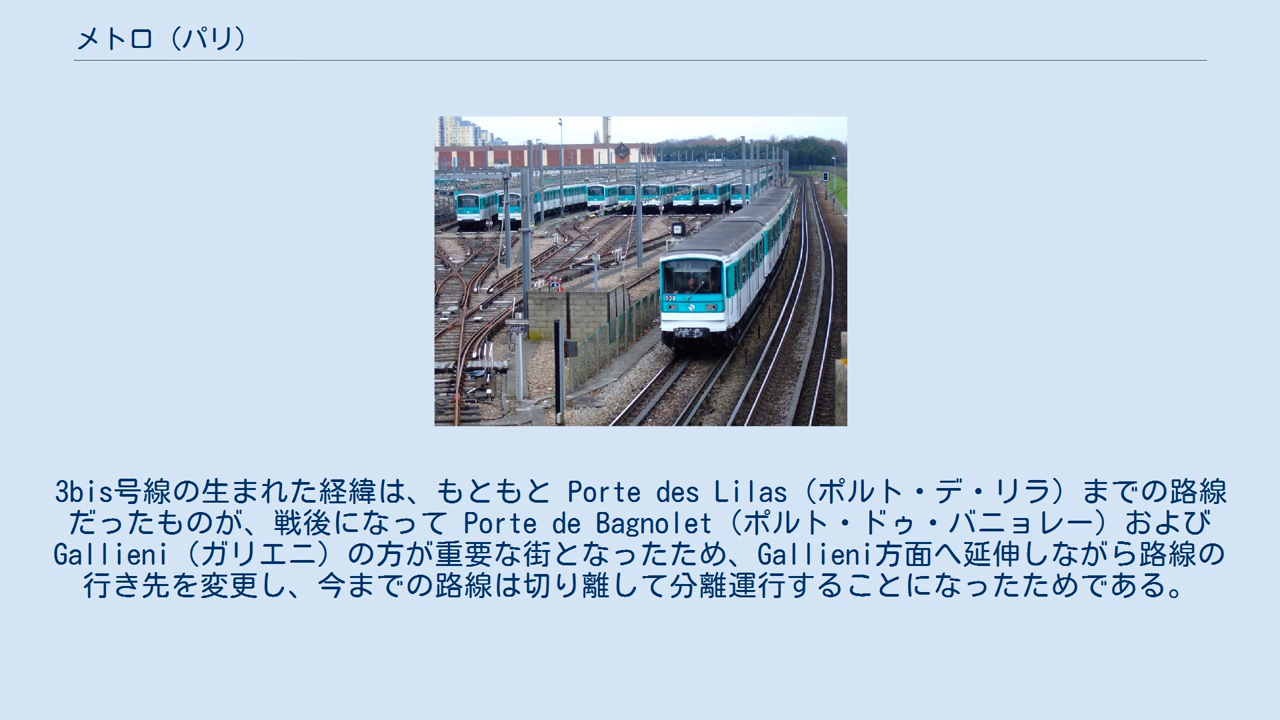 メトロ（パリ）
539
3bis号線の生まれた経緯は、もともと Porte des Lilas（ポルト・デ・リラ）までの路線
だったものが、戦後になって Porte de Bagnolet（ポルト・ドゥ・バニョレー）および
Gallieni（ガリエニ）の方が重要な街となったため、Gallieni方面へ延伸しながら路線の
行き先を変更し、今までの路線は切り離して分離運行することになったためである。